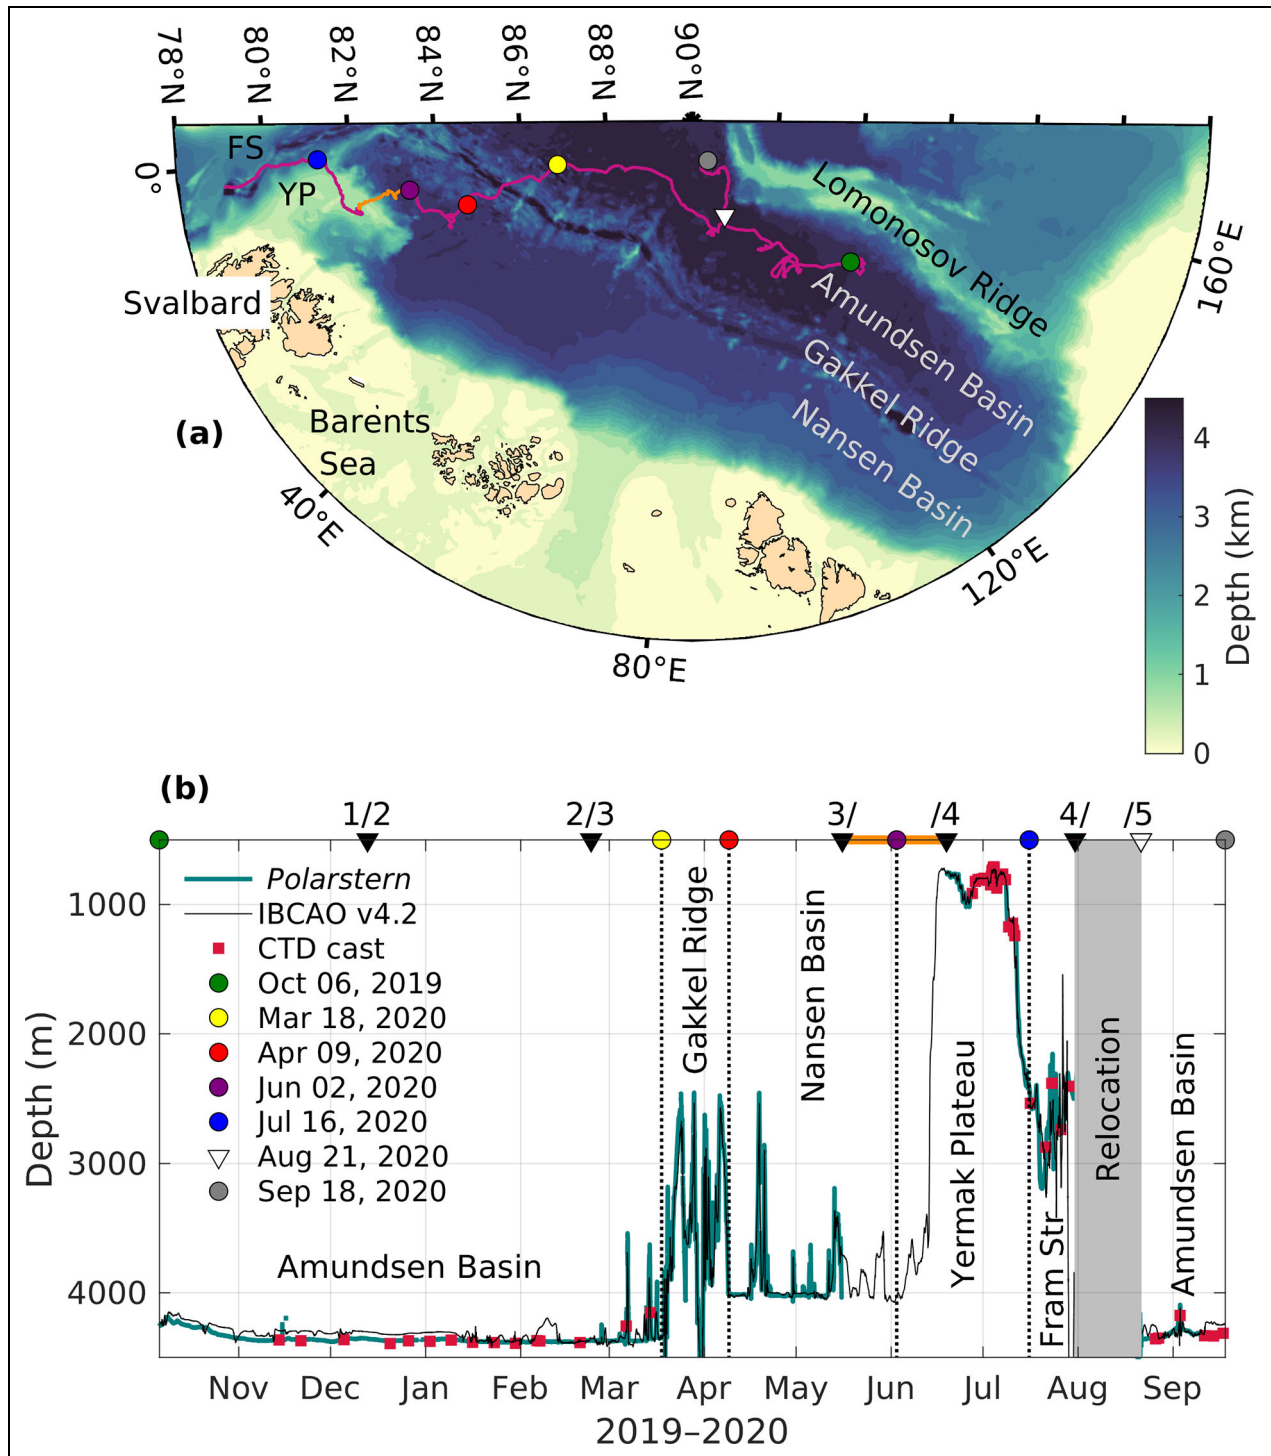 78°N 80°N 82°N 84°N 86°N 88°N 90°N
FS
0°
YP
Lomonosov Ridge
160°E
Svalbard
Amundsen Basin
Gakkel Ridge
Nansen Basin
(a)
Barents
Sea
40°E
120°E
80°E
4
3
2
1
0
Depth (km)
(b)
1/2 2/3 3/ /4 4/ /5
Polarstern
IBCAO v4.2
CTD cast
Oct 06, 2019
Mar 18, 2020
Apr 09, 2020
Jun 02, 2020
Jul 16, 2020
Aug 21, 2020
Sep 18, 2020
Amundsen Basin
Gakkel Ridge
Nansen Basin
Yermak Plateau
Fram Str
Relocation
Amundsen Basin
1000
2000
3000
4000
Depth (m)
Nov Dec Jan Feb Mar Apr May Jun Jul Aug Sep
2019–2020